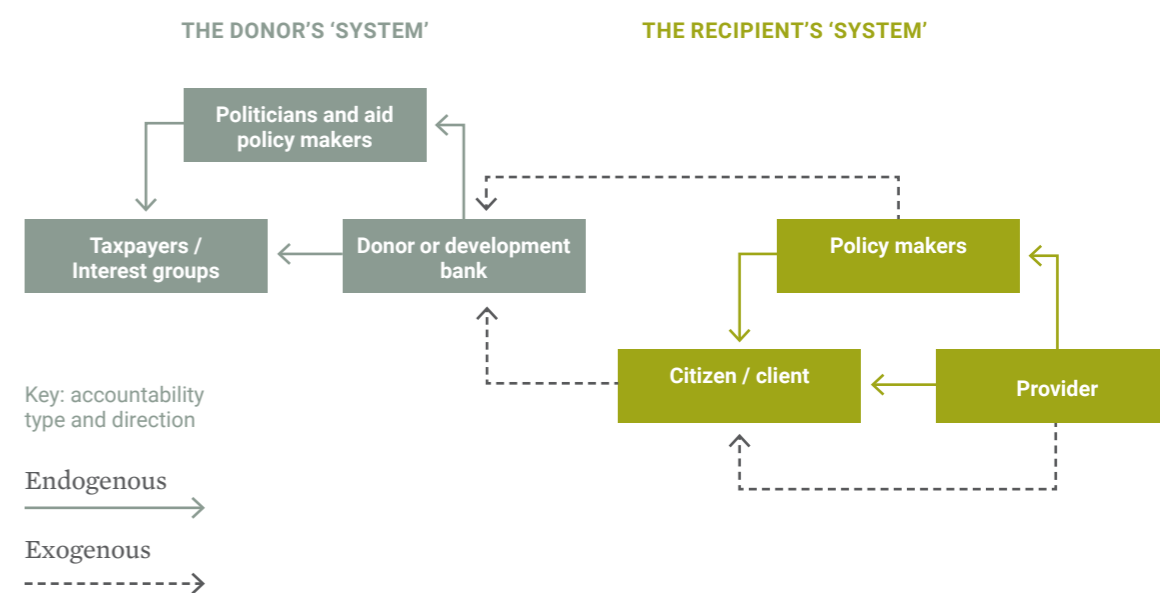 THE DONOR’S ‘SYSTEM’
THE RECIPIENT’S ‘SYSTEM’
Politicians and aid
policy makers
Taxpayers /
Interest groups
Donor or development
bank
Policy makers
Citizen / client
Provider
Key: accountability
type and direction
Endogenous
Exogenous